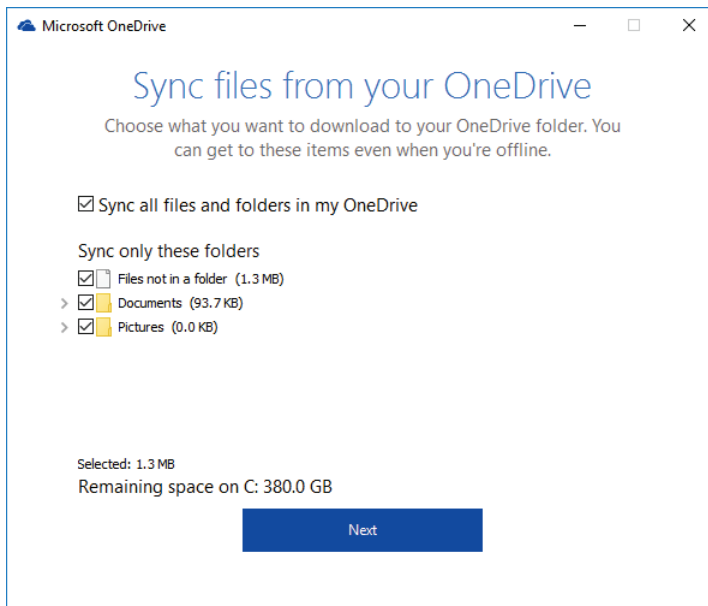 Microsoft OneDrive
Sync files from your OneDrive
Choose what you want to download to your OneDrive folder. You
can get to these items even when you're offline.
Sync all files and folders in my OneDrive
Sync only these folders
Files not in a folder (1.3 MB)
Documents (93.7 KB)
Pictures (0.0 KB)
Selected: 1.3 MB
Remaining space on C: 380.0 GB
Next